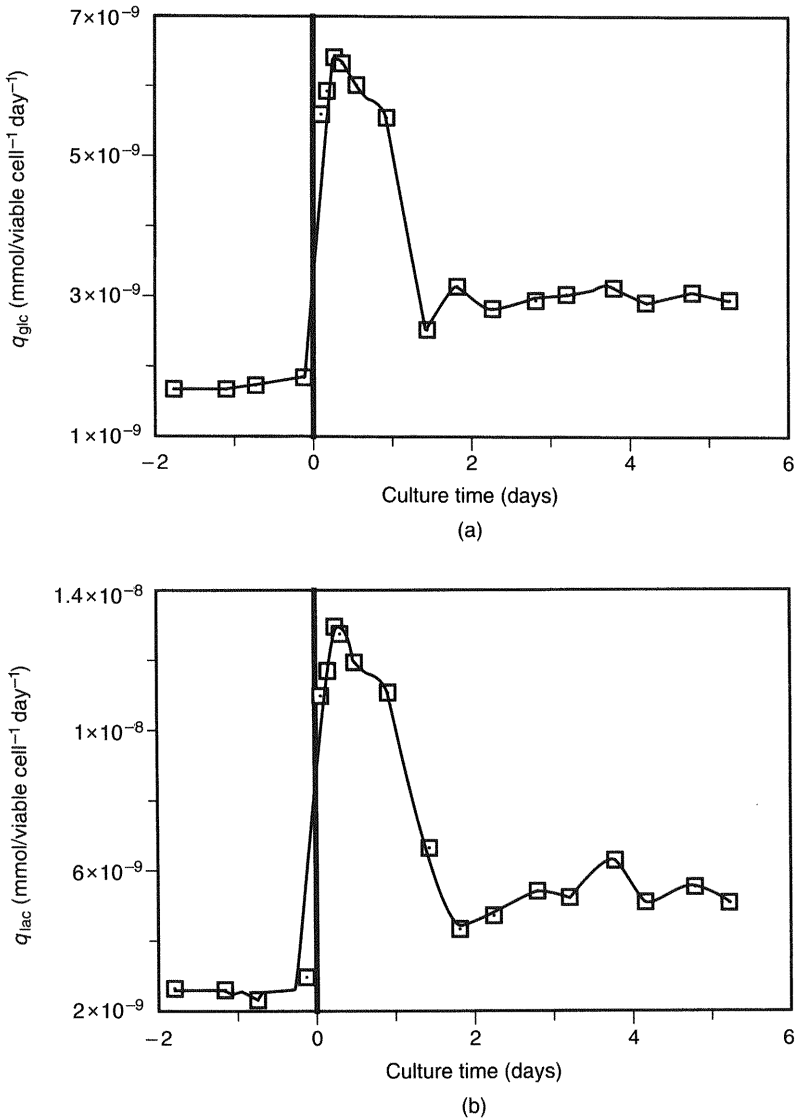 7×10⁻⁹
5×10⁻⁹
3×10⁻⁹
1×10⁻⁹
q_glc (mmol/viable cell⁻¹ day⁻¹)
−2 0 2 4 6
Culture time (days)
(a)
1.4×10⁻⁸
1×10⁻⁸
6×10⁻⁹
2×10⁻⁹
q_lac (mmol/viable cell⁻¹ day⁻¹)
−2 0 2 4 6
Culture time (days)
(b)